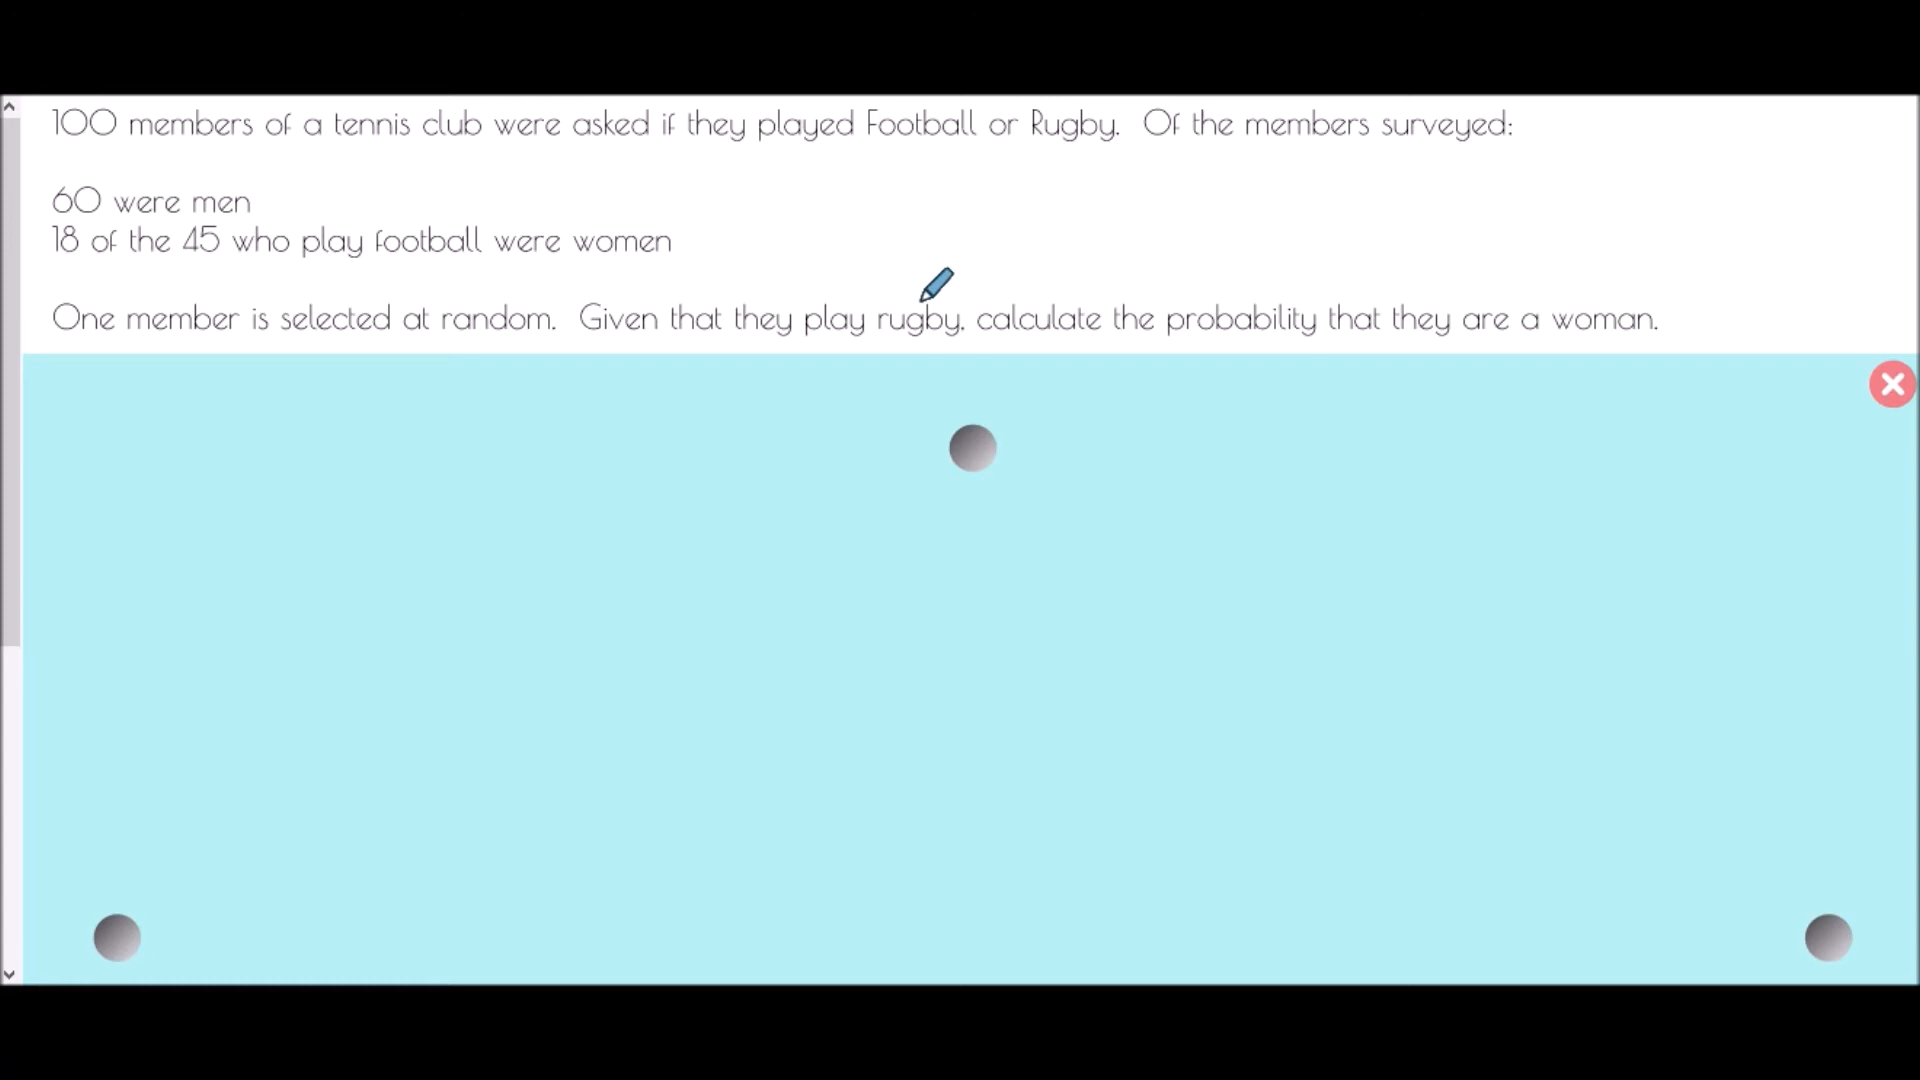 100 members of a tennis club were asked if they played Football or Rugby. Of the members surveyed:
60 were men
18 of the 45 who play football were women
One member is selected at random. Given that they play rugby, calculate the probability that they are a woman.